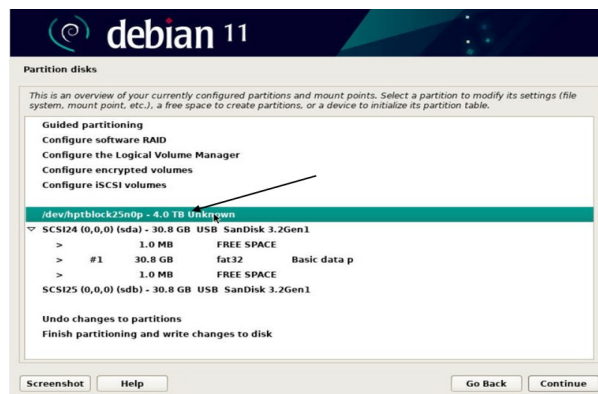 debian 11
Partition disks
This is an overview of your currently configured partitions and mount points. Select a partition to modify its settings (file
system, mount point, etc.), a free space to create partitions, or a device to initialize its partition table.
Guided partitioning
Configure software RAID
Configure the Logical Volume Manager
Configure encrypted volumes
Configure iSCSI volumes
/dev/hptblock25n0p - 4.0 TB Unknown
SCSI24 (0,0,0) (sda) - 30.8 GB USB SanDisk 3.2Gen1
> 1.0 MB FREE SPACE
> #1 30.8 GB fat32 Basic data p
> 1.0 MB FREE SPACE
SCSI25 (0,0,0) (sdb) - 30.8 GB USB SanDisk 3.2Gen1
Undo changes to partitions
Finish partitioning and write changes to disk
Screenshot Help Go Back Continue